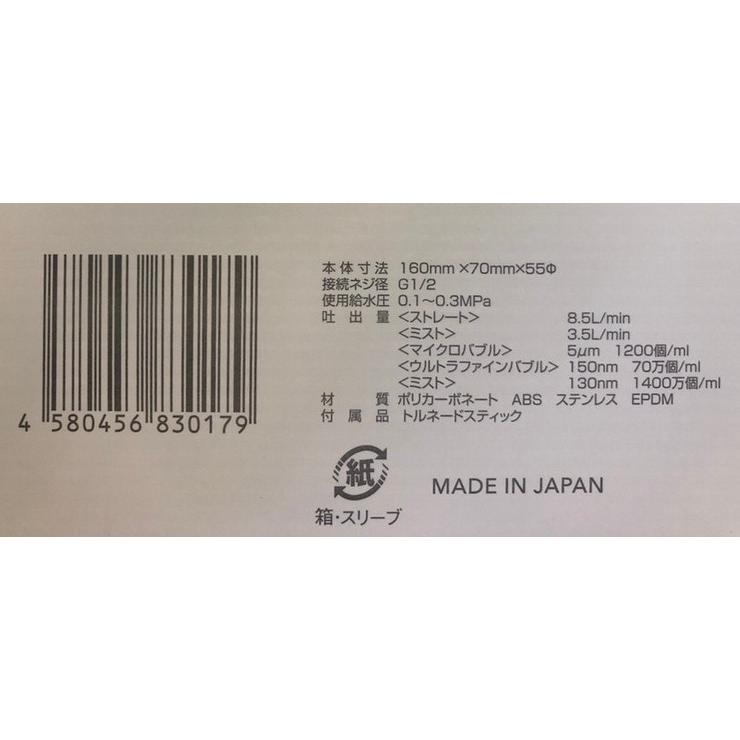 本体寸法 160mm×70mm×55Φ
接続ネジ径 G1/2
使用給水圧 0.1～0.3MPa
吐出量 <ストレート> 8.5L/min
<ミスト> 3.5L/min
<マイクロバブル> 5μm 1200個/ml
<ウルトラファインバブル> 150nm 70万個/ml
<ミスト> 130nm 1400万個/ml
材質 ポリカーボネート ABS ステンレス EPDM
付属品 トルネードスティック
4 580456 830179
紙
箱・スリーブ
MADE IN JAPAN